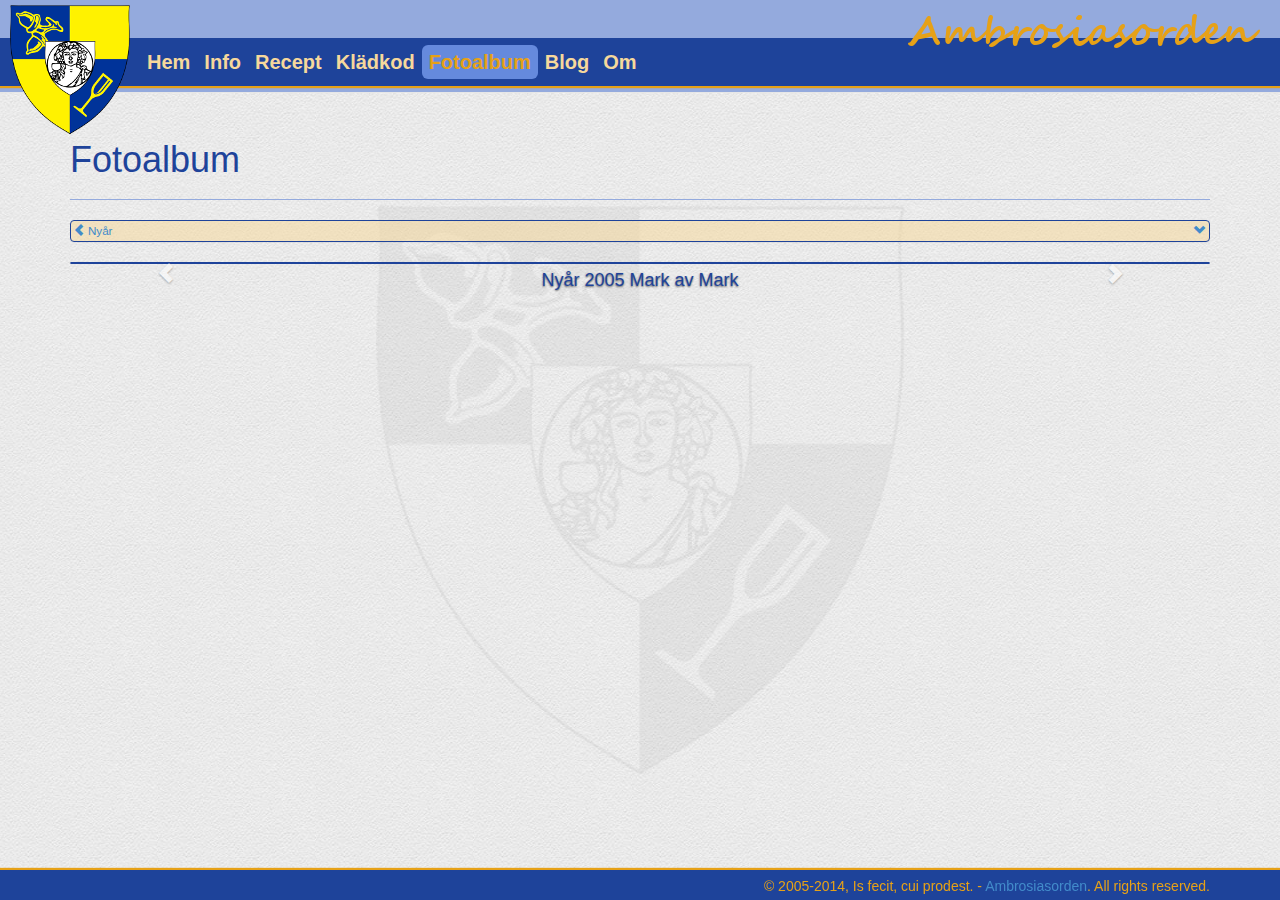 Ambrosiasorden
Hem Info Recept Klädkod Fotoalbum Blog Om
Fotoalbum
Nyår
Nyår 2005 Mark av Mark
© 2005-2014, Is fecit, cui prodest. - Ambrosiasorden. All rights reserved.